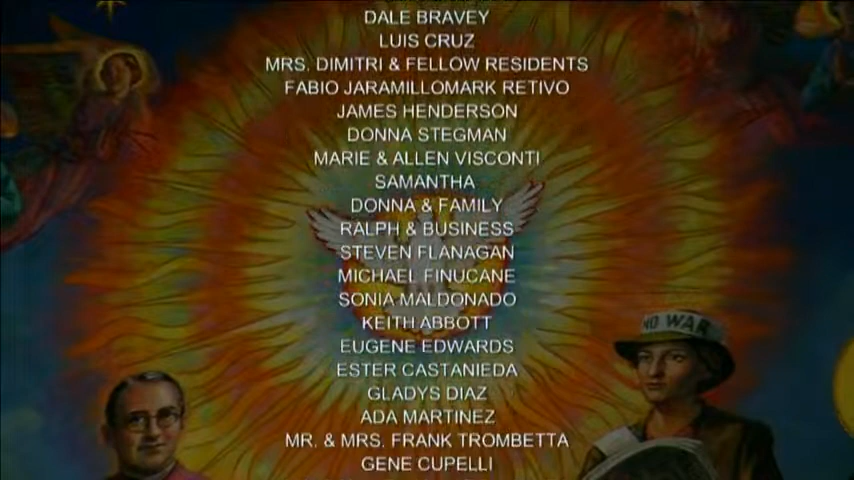 DALE BRAVEY
LUIS CRUZ
MRS. DIMITRI & FELLOW RESIDENTS
FABIO JARAMILLOMARK RETIVO
JAMES HENDERSON
DONNA STEGMAN
MARIE & ALLEN VISCONTI
SAMANTHA
DONNA & FAMILY
RALPH & BUSINESS
STEVEN FLANAGAN
MICHAEL FINUCANE
SONIA MALDONADO
KEITH ABBOTT
NO WAR
EUGENE EDWARDS
ESTER CASTANIEDA
GLADYS DIAZ
ADA MARTINEZ
MR. & MRS. FRANK TROMBETTA
GENE CUPELLI